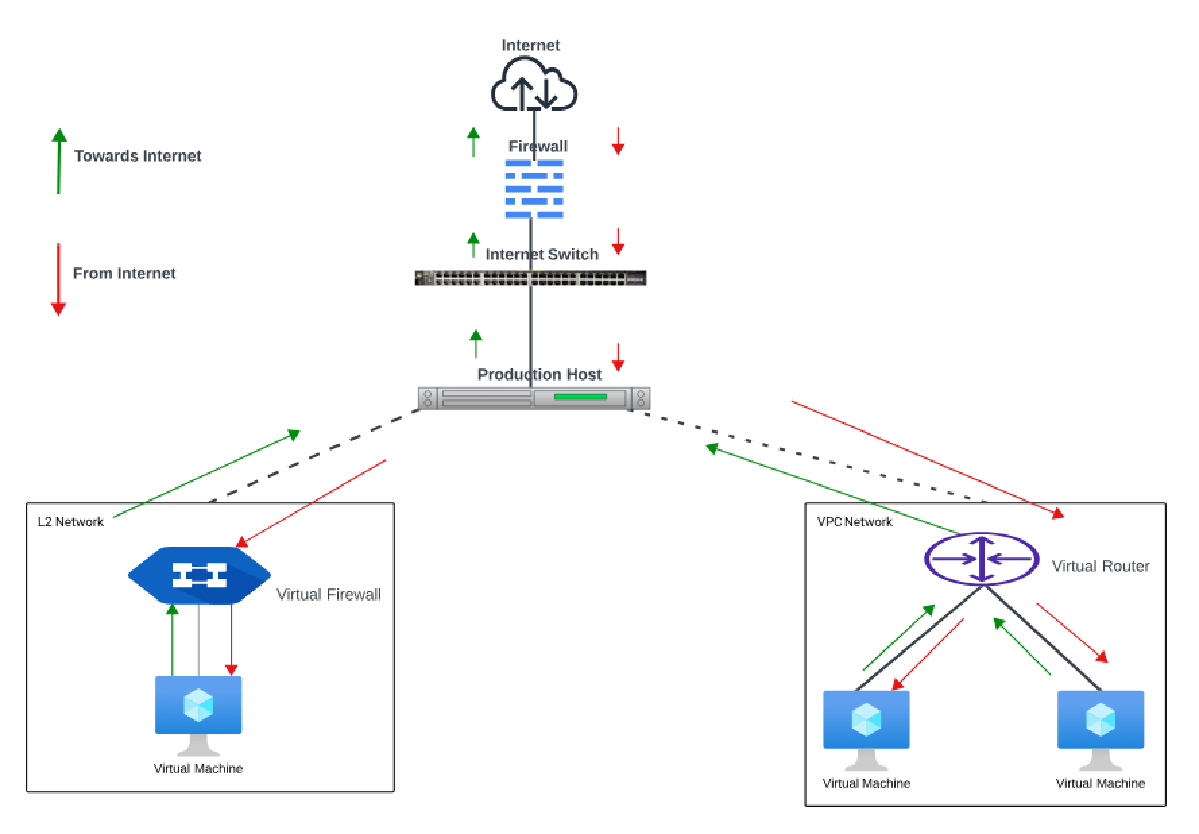 Internet
Towards Internet
Firewall
From Internet
Internet Switch
Production Host
L2 Network
Virtual Firewall
Virtual Machine
VPC Network
Virtual Router
Virtual Machine
Virtual Machine